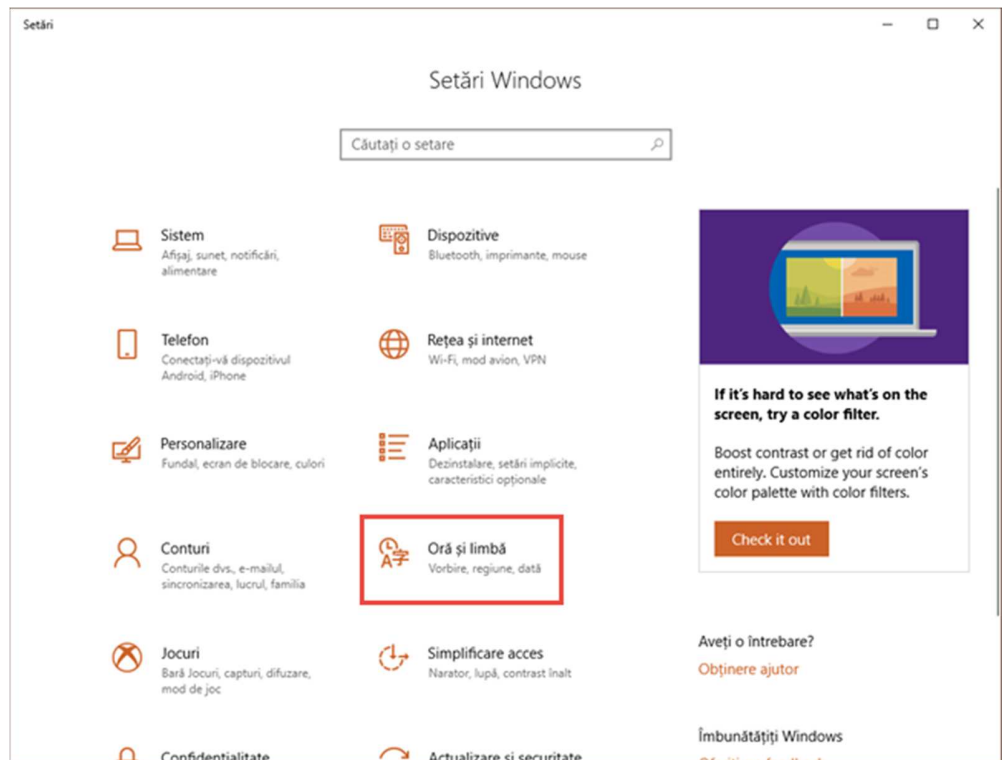 Setări
Setări Windows
Căutați o setare
Sistem
Afișaj, sunet, notificări,
alimentare
Dispozitive
Bluetooth, imprimante, mouse
Telefon
Conectați-vă dispozitivul
Android, iPhone
Rețea și internet
Wi-Fi, mod avion, VPN
Personalizare
Fundal, ecran de blocare, culori
Aplicații
Dezinstalare, setări implicite,
caracteristici opționale
Conturi
Conturile dvs., e-mailul,
sincronizarea, lucrul, familia
Oră și limbă
Vorbire, regiune, dată
Jocuri
Bară Jocuri, capturi, difuzare,
mod de joc
Simplificare acces
Narator, lupă, contrast înalt
Confidențialitate
Actualizare și securitate
If it's hard to see what's on the
screen, try a color filter.
Boost contrast or get rid of color
entirely. Customize your screen's
color palette with color filters.
Check it out
Aveți o întrebare?
Obținere ajutor
Îmbunătățiți Windows